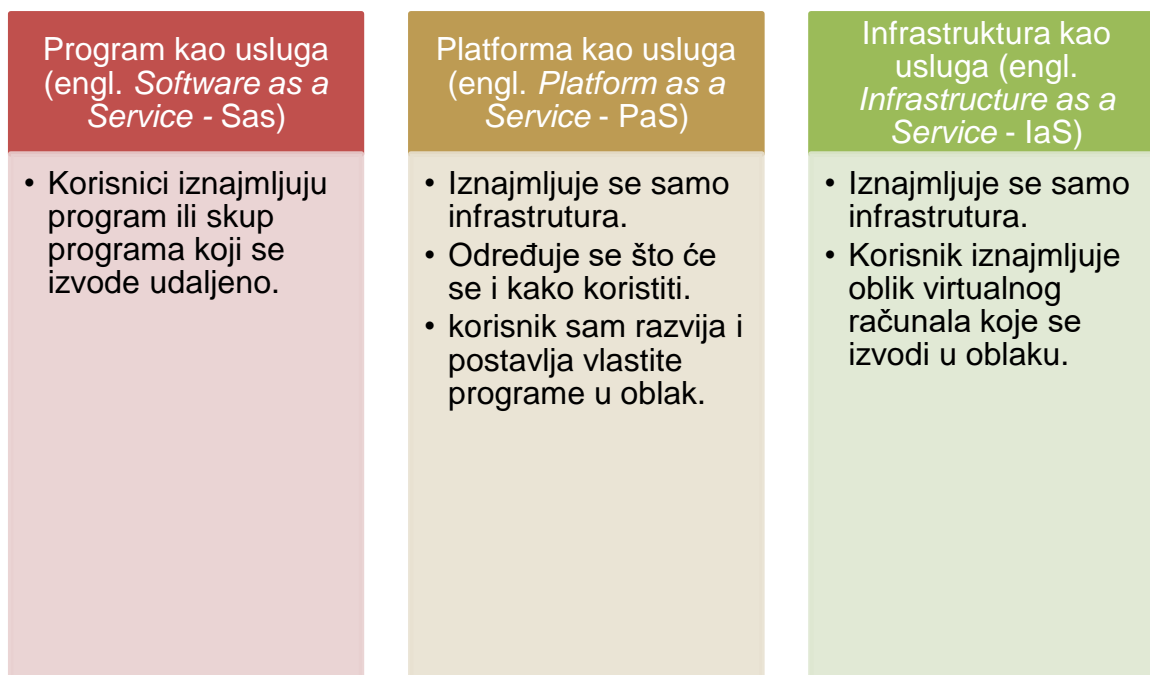 Program kao usluga
(engl. Software as a
Service - Sas)
• Korisnici iznajmljuju
program ili skup
programa koji se
izvode udaljeno.
Platforma kao usluga
(engl. Platform as a
Service - PaS)
• Iznajmljuje se samo
infrastrutura.
• Određuje se što će
se i kako koristiti.
• korisnik sam razvija i
postavlja vlastite
programe u oblak.
Infrastruktura kao
usluga (engl.
Infrastructure as a
Service - IaS)
• Iznajmljuje se samo
infrastrutura.
• Korisnik iznajmljuje
oblik virtualnog
računala koje se
izvodi u oblaku.